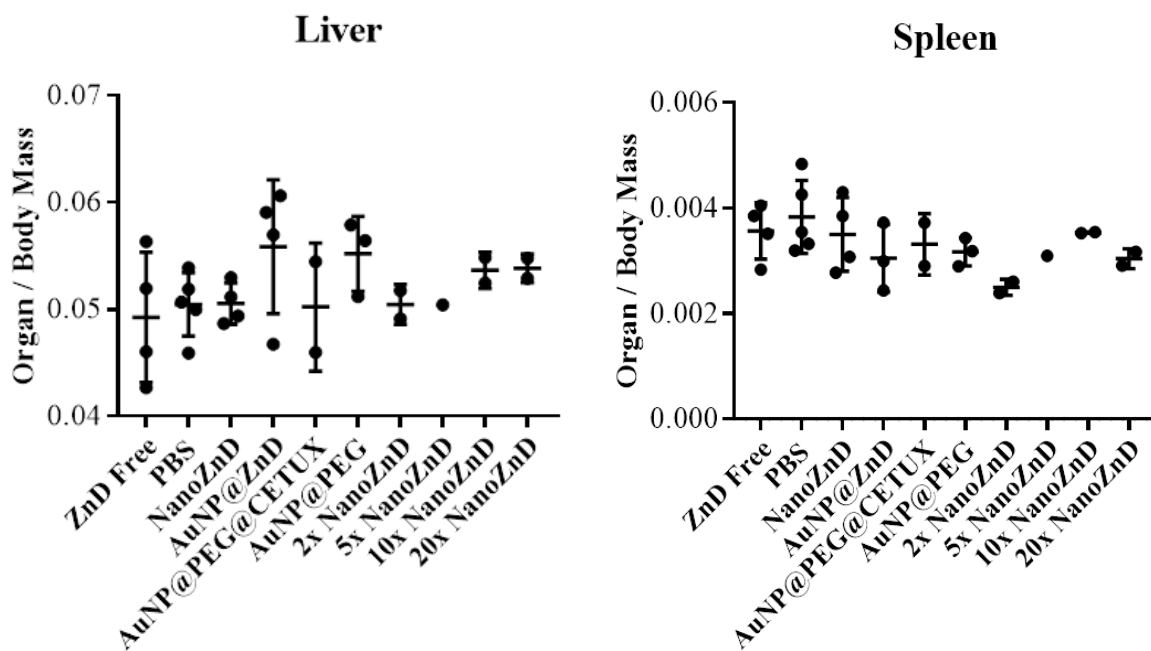 Liver
Organ / Body Mass
0.07
0.06
0.05
0.04
ZnD Free
PBS
NanoZnD
AuNP@ZnD
AuNP@PEG@CETUX
AuNP@PEG
2x NanoZnD
5x NanoZnD
10x NanoZnD
20x NanoZnD
Spleen
Organ / Body Mass
0.006
0.004
0.002
0.000
ZnD Free
PBS
NanoZnD
AuNP@ZnD
AuNP@PEG@CETUX
AuNP@PEG
2x NanoZnD
5x NanoZnD
10x NanoZnD
20x NanoZnD